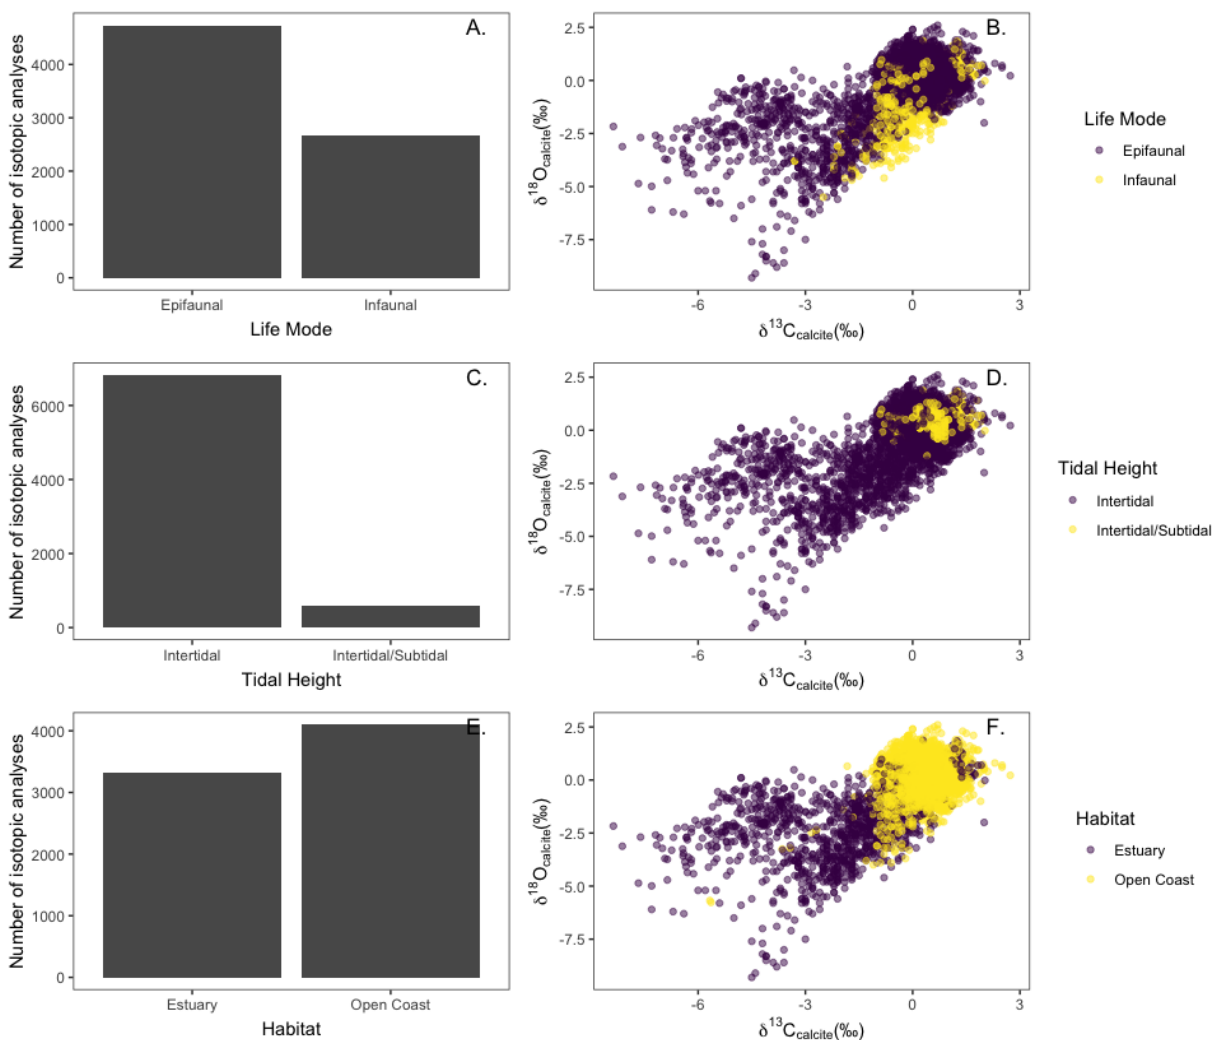 A.
Number of isotopic analyses
4000
3000
2000
1000
0
Epifaunal Infaunal
Life Mode
B.
δ18Ocalcite(‰)
2.5
0.0
-2.5
-5.0
-7.5
-6 -3 0 3
δ13Ccalcite(‰)
Life Mode
Epifaunal
Infaunal
C.
Number of isotopic analyses
6000
4000
2000
0
Intertidal Intertidal/Subtidal
Tidal Height
D.
δ18Ocalcite(‰)
2.5
0.0
-2.5
-5.0
-7.5
-6 -3 0 3
δ13Ccalcite(‰)
Tidal Height
Intertidal
Intertidal/Subtidal
E.
Number of isotopic analyses
4000
3000
2000
1000
0
Estuary Open Coast
Habitat
F.
δ18Ocalcite(‰)
2.5
0.0
-2.5
-5.0
-7.5
-6 -3 0 3
δ13Ccalcite(‰)
Habitat
Estuary
Open Coast